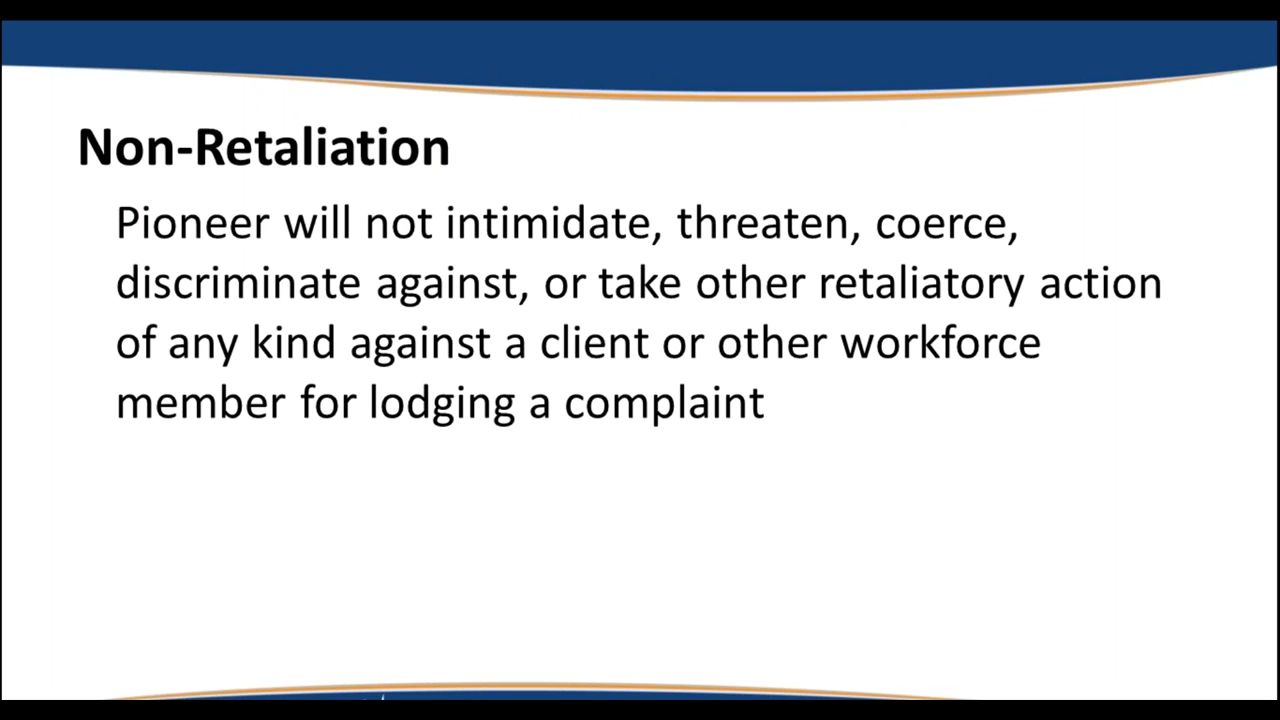 Non-Retaliation
Pioneer will not intimidate, threaten, coerce,
discriminate against, or take other retaliatory action
of any kind against a client or other workforce
member for lodging a complaint